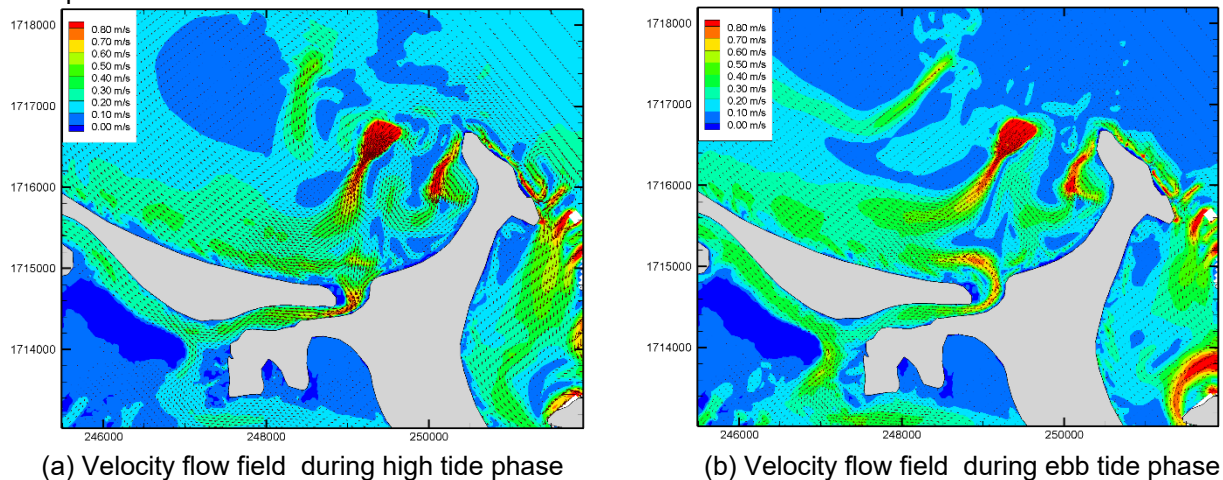 1718000
0.80 m/s
0.70 m/s
0.60 m/s
0.50 m/s
0.40 m/s
0.30 m/s
0.20 m/s
0.10 m/s
0.00 m/s
1717000
1716000
1715000
1714000
246000 248000 250000
(a) Velocity flow field during high tide phase
1718000
0.80 m/s
0.70 m/s
0.60 m/s
0.50 m/s
0.40 m/s
0.30 m/s
0.20 m/s
0.10 m/s
0.00 m/s
1717000
1716000
1715000
1714000
246000 248000 250000
(b) Velocity flow field during ebb tide phase